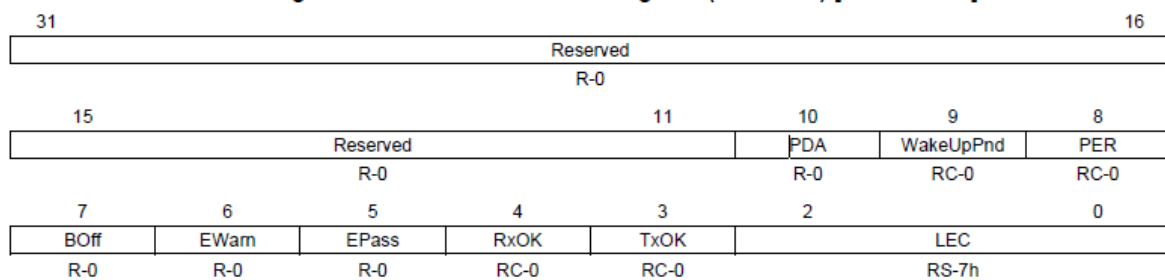 31 16
Reserved
R-0
15 11 10 9 8
Reserved PDA WakeUpPnd PER
R-0 R-0 RC-0 RC-0
7 6 5 4 3 2 0
BOff EWarn EPass RxOK TxOK LEC
R-0 R-0 R-0 RC-0 RC-0 RS-7h